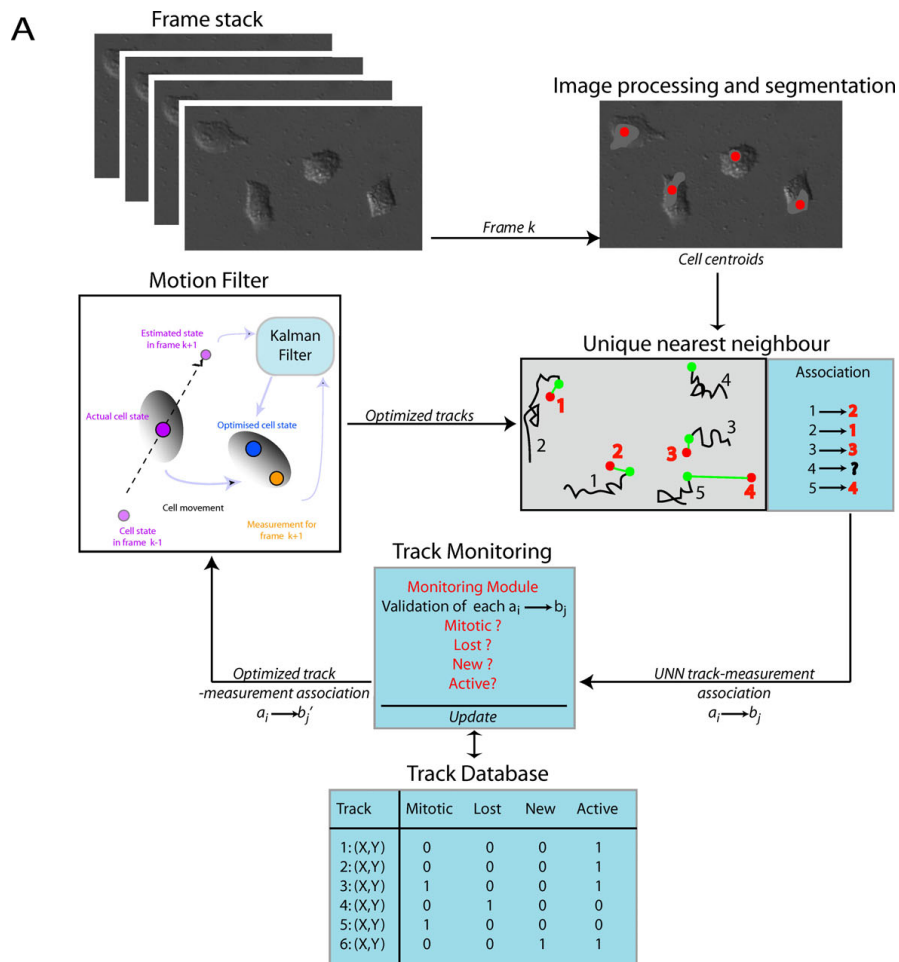 A
Frame stack
Image processing and segmentation
Frame k
Cell centroids
Motion Filter
Estimated state
in frame k+1
Kalman
Filter
Actual cell state
Optimised cell state
Cell movement
Cell state
in frame k-1
Measurement for
frame k+1
Optimized tracks
Unique nearest neighbour
1
2
4
3
3
2
1
5
4
Association
1 → 2
2 → 1
3 → 3
4 → ?
5 → 4
Track Monitoring
Monitoring Module
Validation of each ai → bj
Mitotic ?
Lost ?
New ?
Active?
Update
Optimized track
-measurement association
ai → bj′
UNN track-measurement
association
ai → bj
Track Database
Track Mitotic Lost New Active
1: (X,Y) 0 0 0 1
2: (X,Y) 0 0 0 1
3: (X,Y) 1 0 0 1
4: (X,Y) 0 1 0 0
5: (X,Y) 1 0 0 0
6: (X,Y) 0 0 1 1